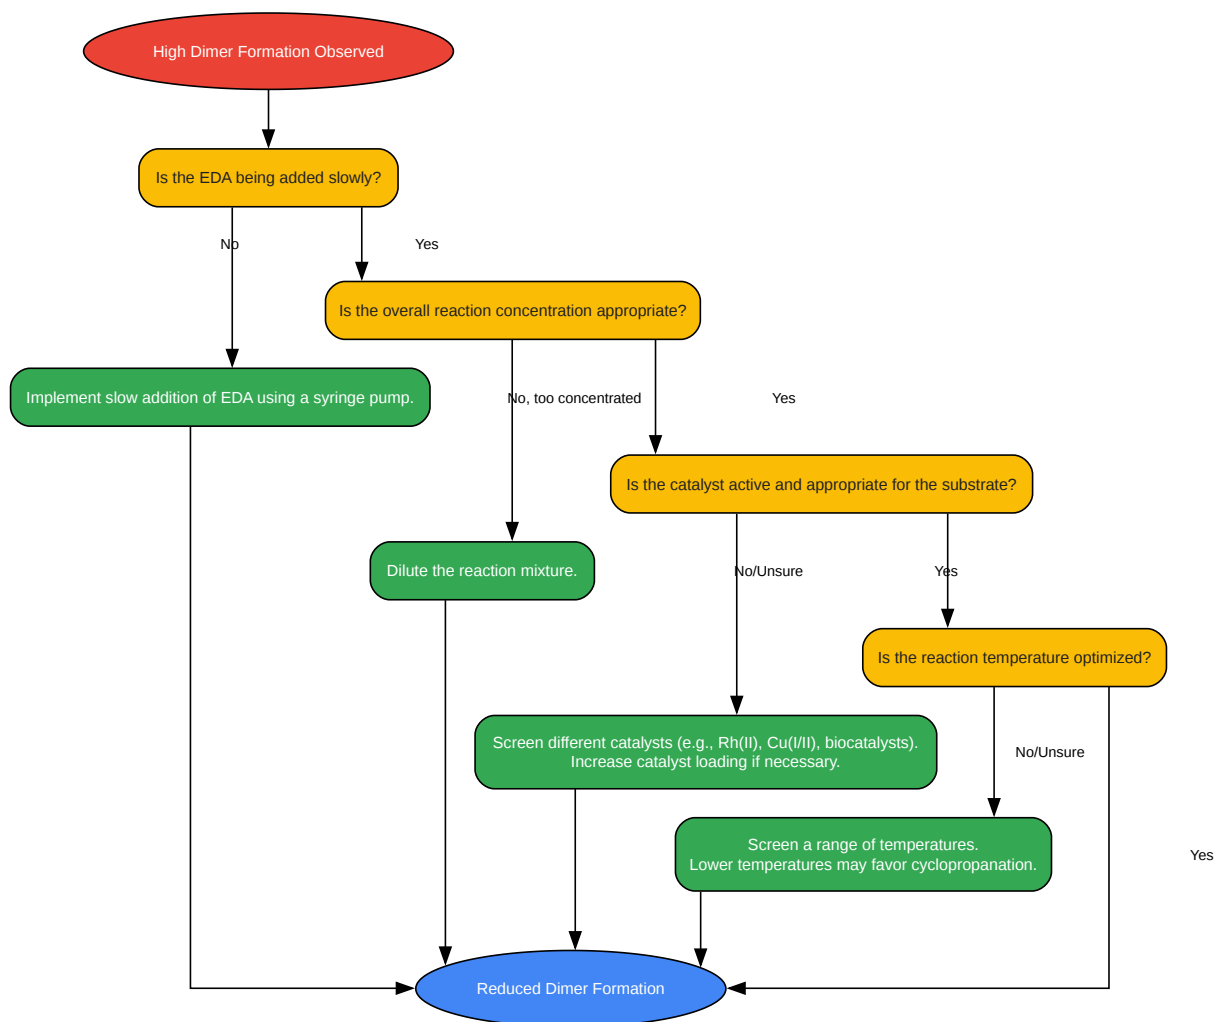 High Dimer Formation Observed
Is the EDA being added slowly?
No
Yes
Is the overall reaction concentration appropriate?
Implement slow addition of EDA using a syringe pump.
No, too concentrated
Yes
Is the catalyst active and appropriate for the substrate?
Dilute the reaction mixture.
No/Unsure
Yes
Is the reaction temperature optimized?
Screen different catalysts (e.g., Rh(II), Cu(I/II), biocatalysts).
Increase catalyst loading if necessary.
No/Unsure
Screen a range of temperatures.
Lower temperatures may favor cyclopropanation.
Yes
Reduced Dimer Formation